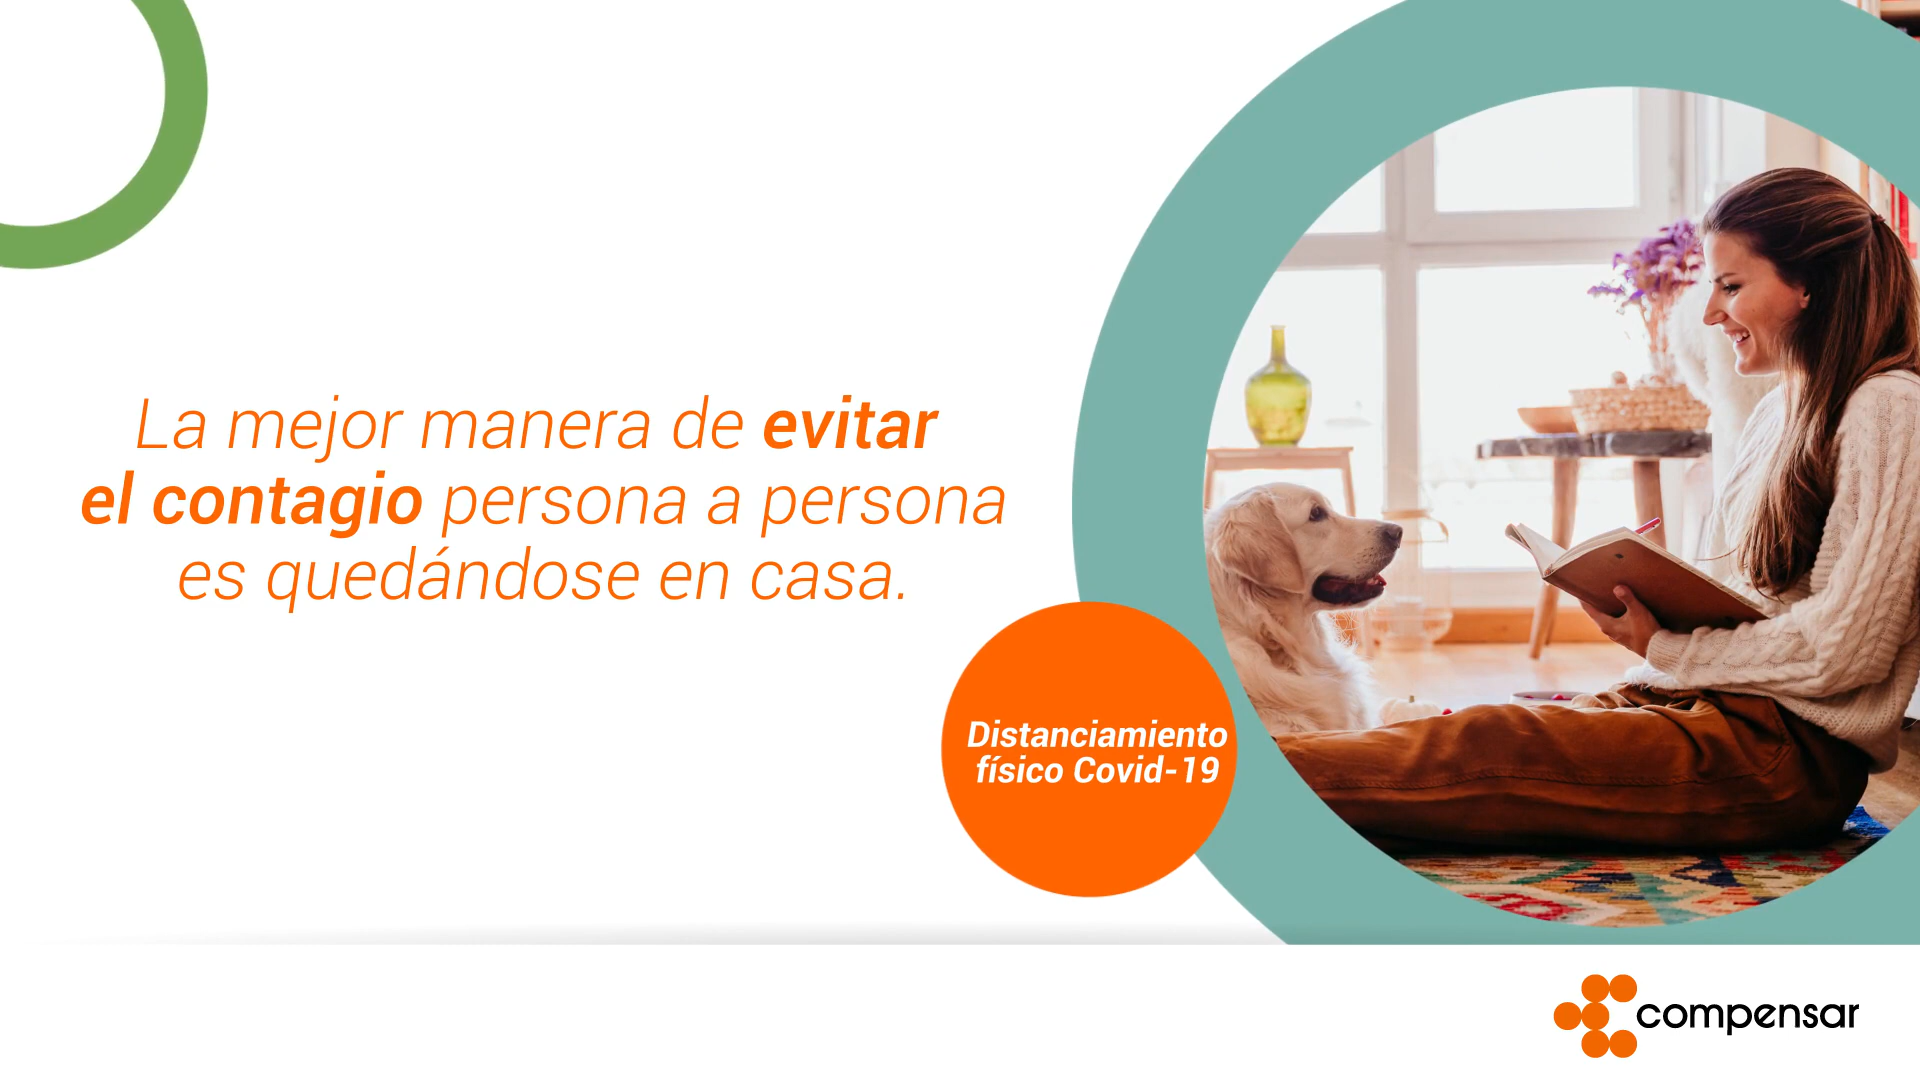 La mejor manera de evitar
el contagio persona a persona
es quedándose en casa.
Distanciamiento
físico Covid-19
compensar